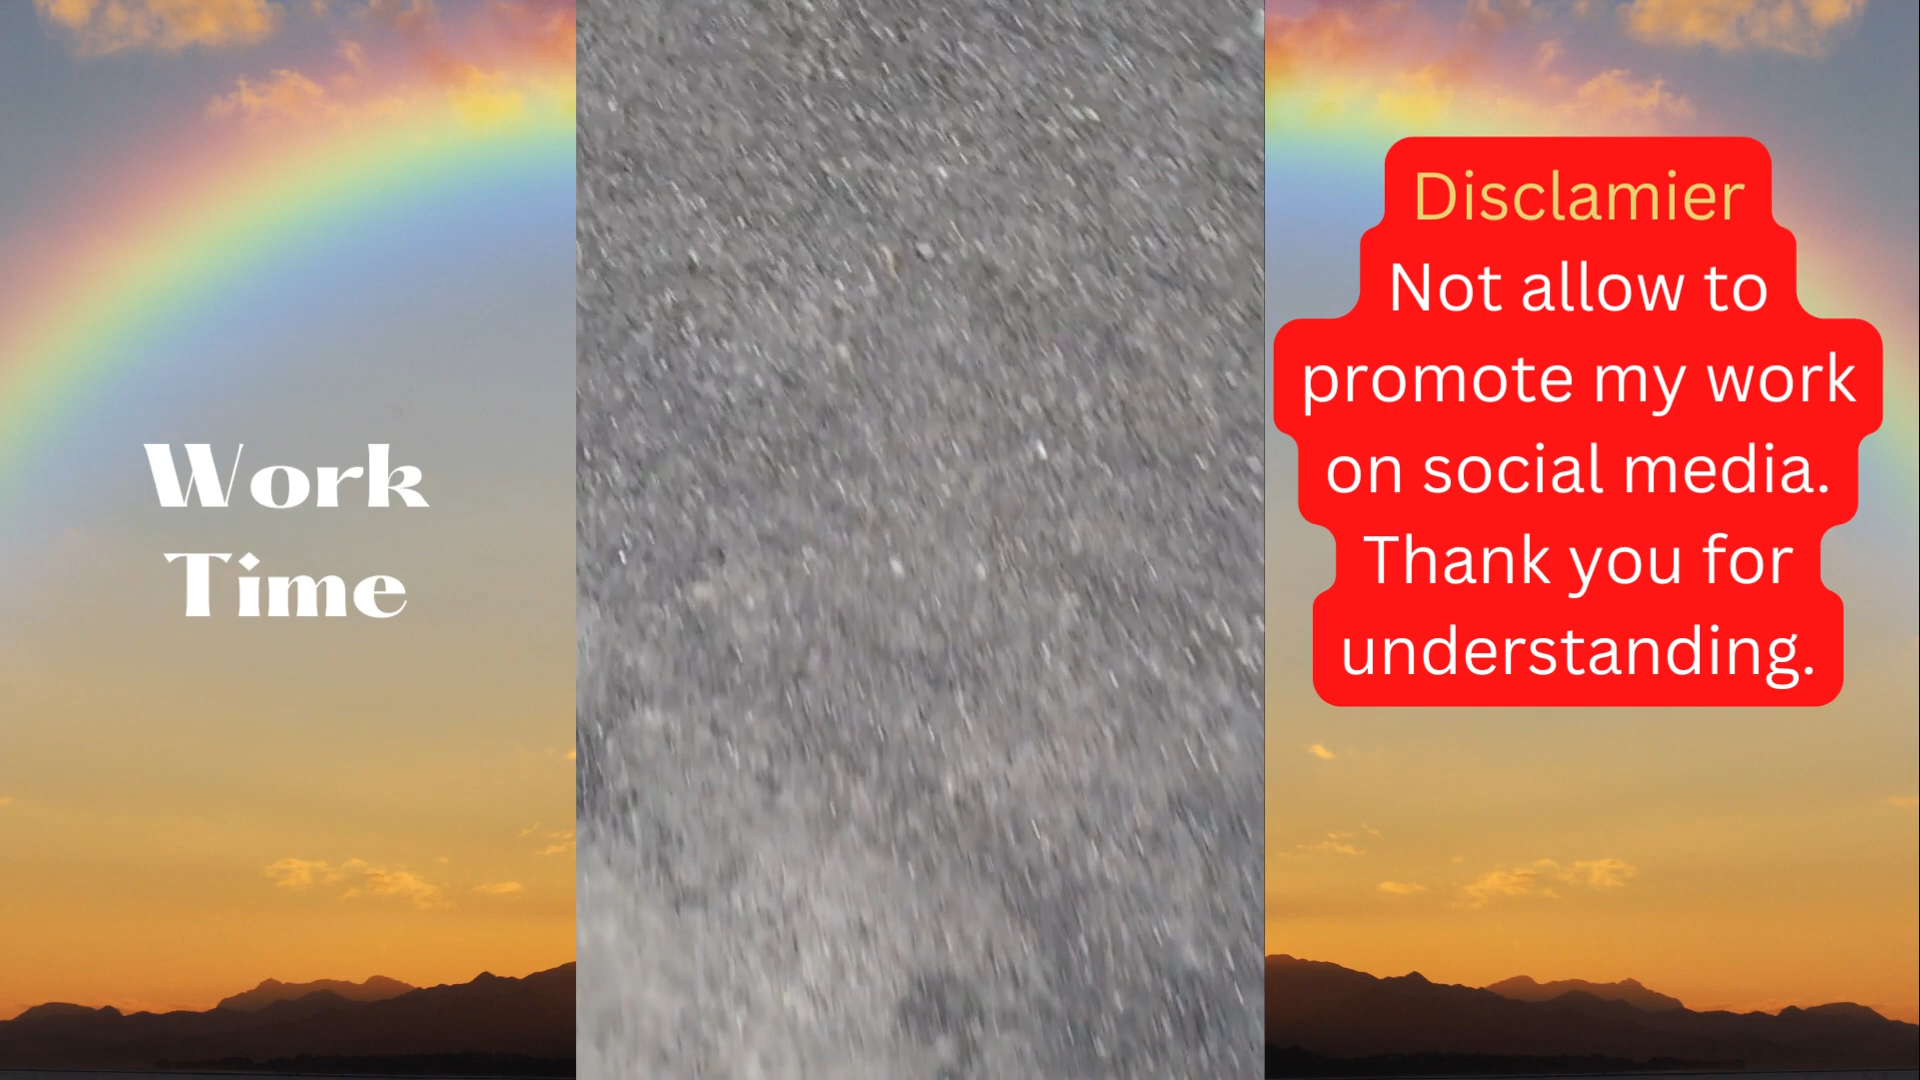 Work
Time
Disclamier
Not allow to
promote my work
on social media.
Thank you for
understanding.